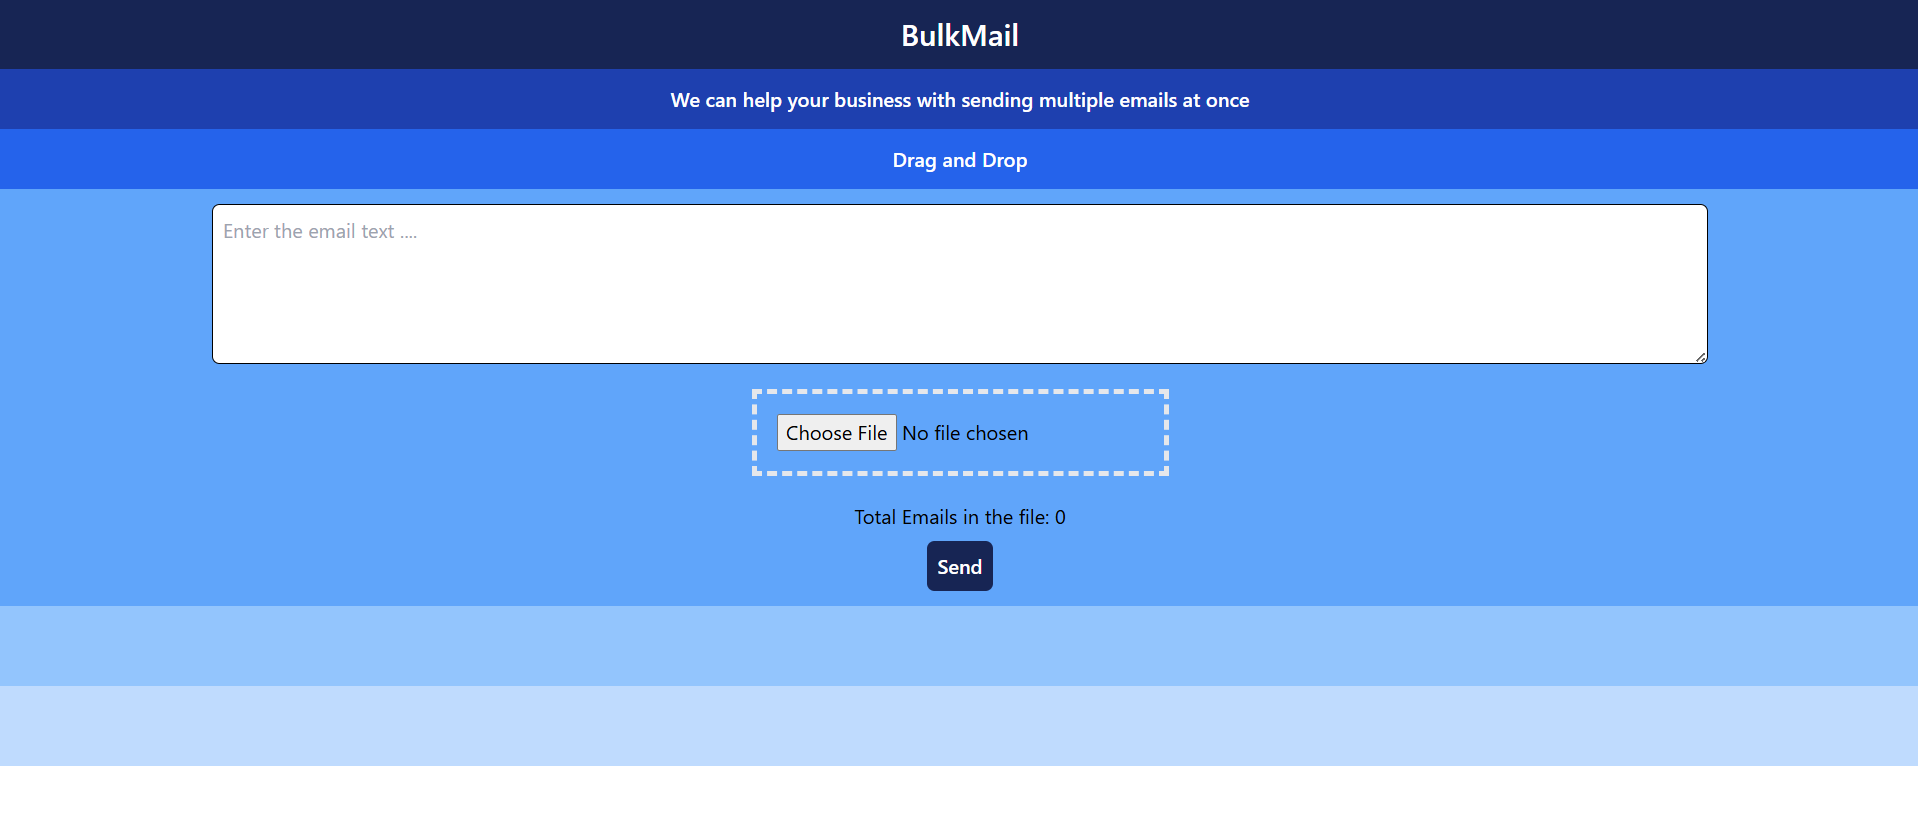 BulkMail
We can help your business with sending multiple emails at once
Drag and Drop
Enter the email text ....
Choose File No file chosen
Total Emails in the file: 0
Send